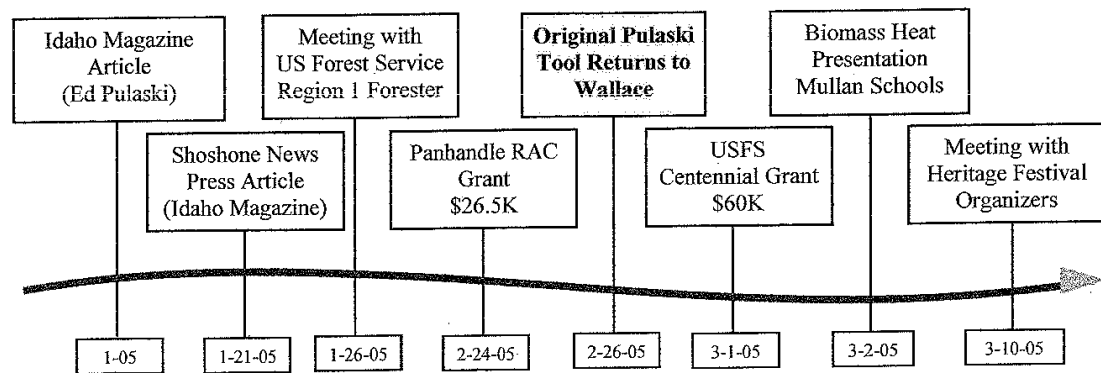 Idaho Magazine
Article
(Ed Pulaski)
Meeting with
US Forest Service
Region 1 Forester
Original Pulaski
Tool Returns to
Wallace
Biomass Heat
Presentation
Mullan Schools
Shoshone News
Press Article
(Idaho Magazine)
Panhandle RAC
Grant
$26.5K
USFS
Centennial Grant
$60K
Meeting with
Heritage Festival
Organizers
1-05
1-21-05
1-26-05
2-24-05
2-26-05
3-1-05
3-2-05
3-10-05